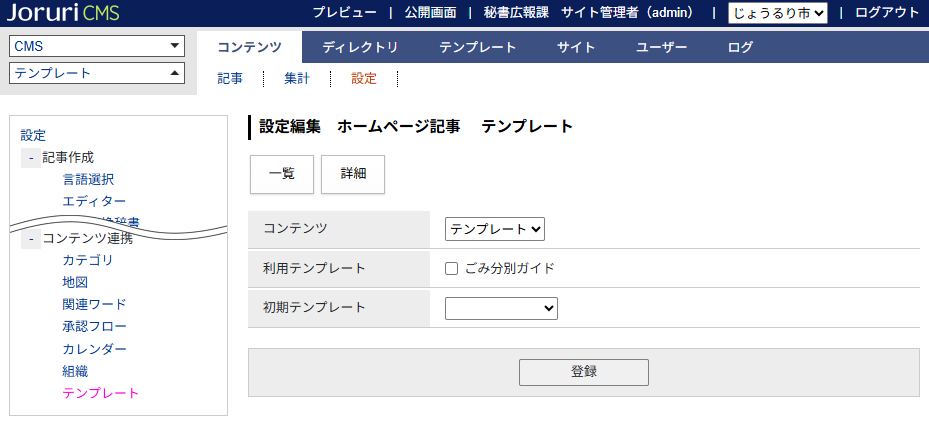 Joruri CMS
プレビュー | 公開画面 | 秘書広報課 サイト管理者（admin） | じょうるり市 | ログアウト
CMS
コンテンツ ディレクトリ テンプレート サイト ユーザー ログ
テンプレート
記事 集計 設定
設定
- 記事作成
言語選択
エディター
辞書
- コンテンツ連携
カテゴリ
地図
関連ワード
承認フロー
カレンダー
組織
テンプレート
設定編集 ホームページ記事 テンプレート
一覧 詳細
コンテンツ テンプレート
利用テンプレート ごみ分別ガイド
初期テンプレート
登録